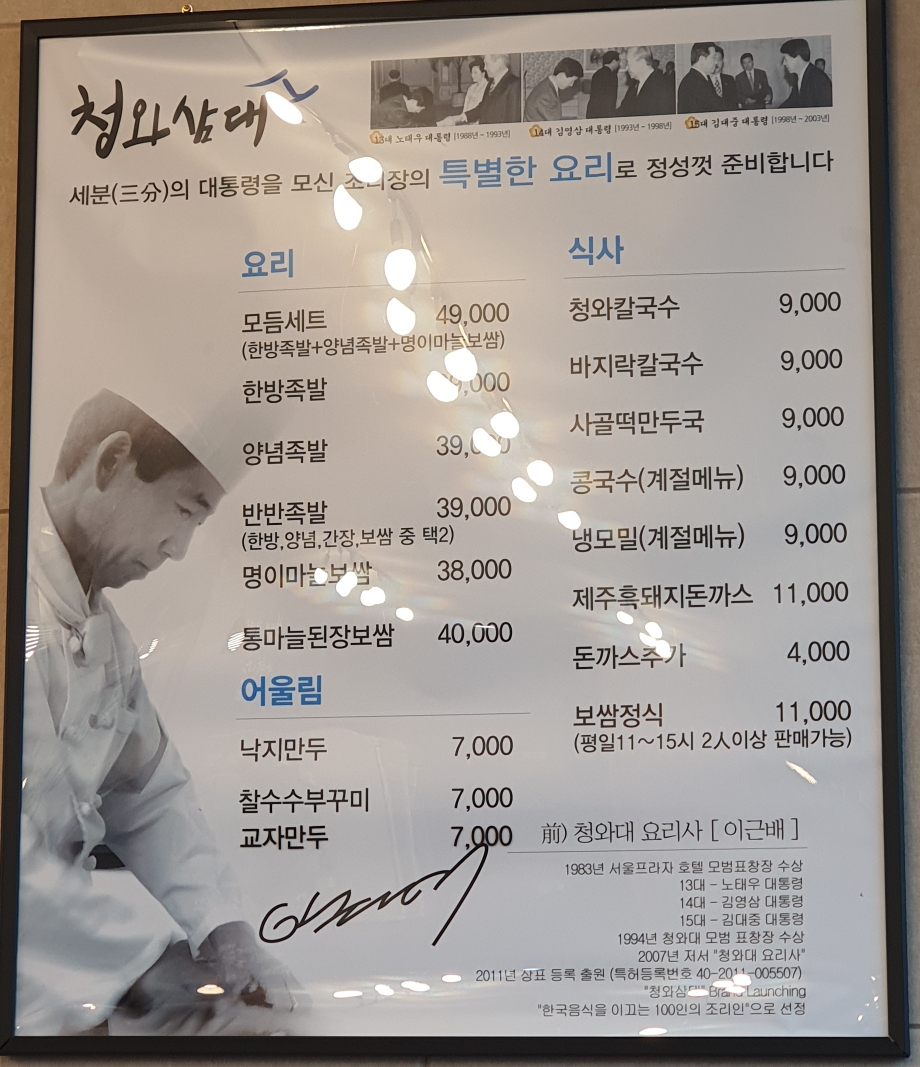 청와삼대
13대 노태우 대통령 [1988년~1993년]
14대 김영삼 대통령 [1993년~1998년]
15대 김대중 대통령 [1998년~2003년]
세분(三分)의 대통령을 모신 조리장의 특별한 요리로 정성껏 준비합니다
요리
모듬세트 49,000
(한방족발+양념족발+명이마늘보쌈)
한방족발
양념족발
반반족발 39,000
(한방,양념,간장,보쌈 중 택2)
명이마늘보쌈 38,000
통마늘된장보쌈 40,000
어울림
낙지만두 7,000
찰수수부꾸미 7,000
교자만두 7,000
식사
청와칼국수 9,000
바지락칼국수 9,000
사골떡만두국 9,000
콩국수(계절메뉴) 9,000
냉모밀(계절메뉴) 9,000
제주흑돼지돈까스 11,000
돈까스추가 4,000
보쌈정식 11,000
(평일11~15시 2人이상 판매가능)
前) 청와대 요리사 [ 이근배 ]
1983년 서울프라자 호텔 모범표창장 수상
13대 - 노태우 대통령
14대 - 김영삼 대통령
15대 - 김대중 대통령
1994년 청와대 모범 표창장 수상
2007년 저서 "청와대 요리사"
2011년 상표 등록 출원 (특허등록번호 40-2011-005507)
"청와삼대" Brand Launching
"한국음식을 이끄는 100인의 조리인"으로 선정